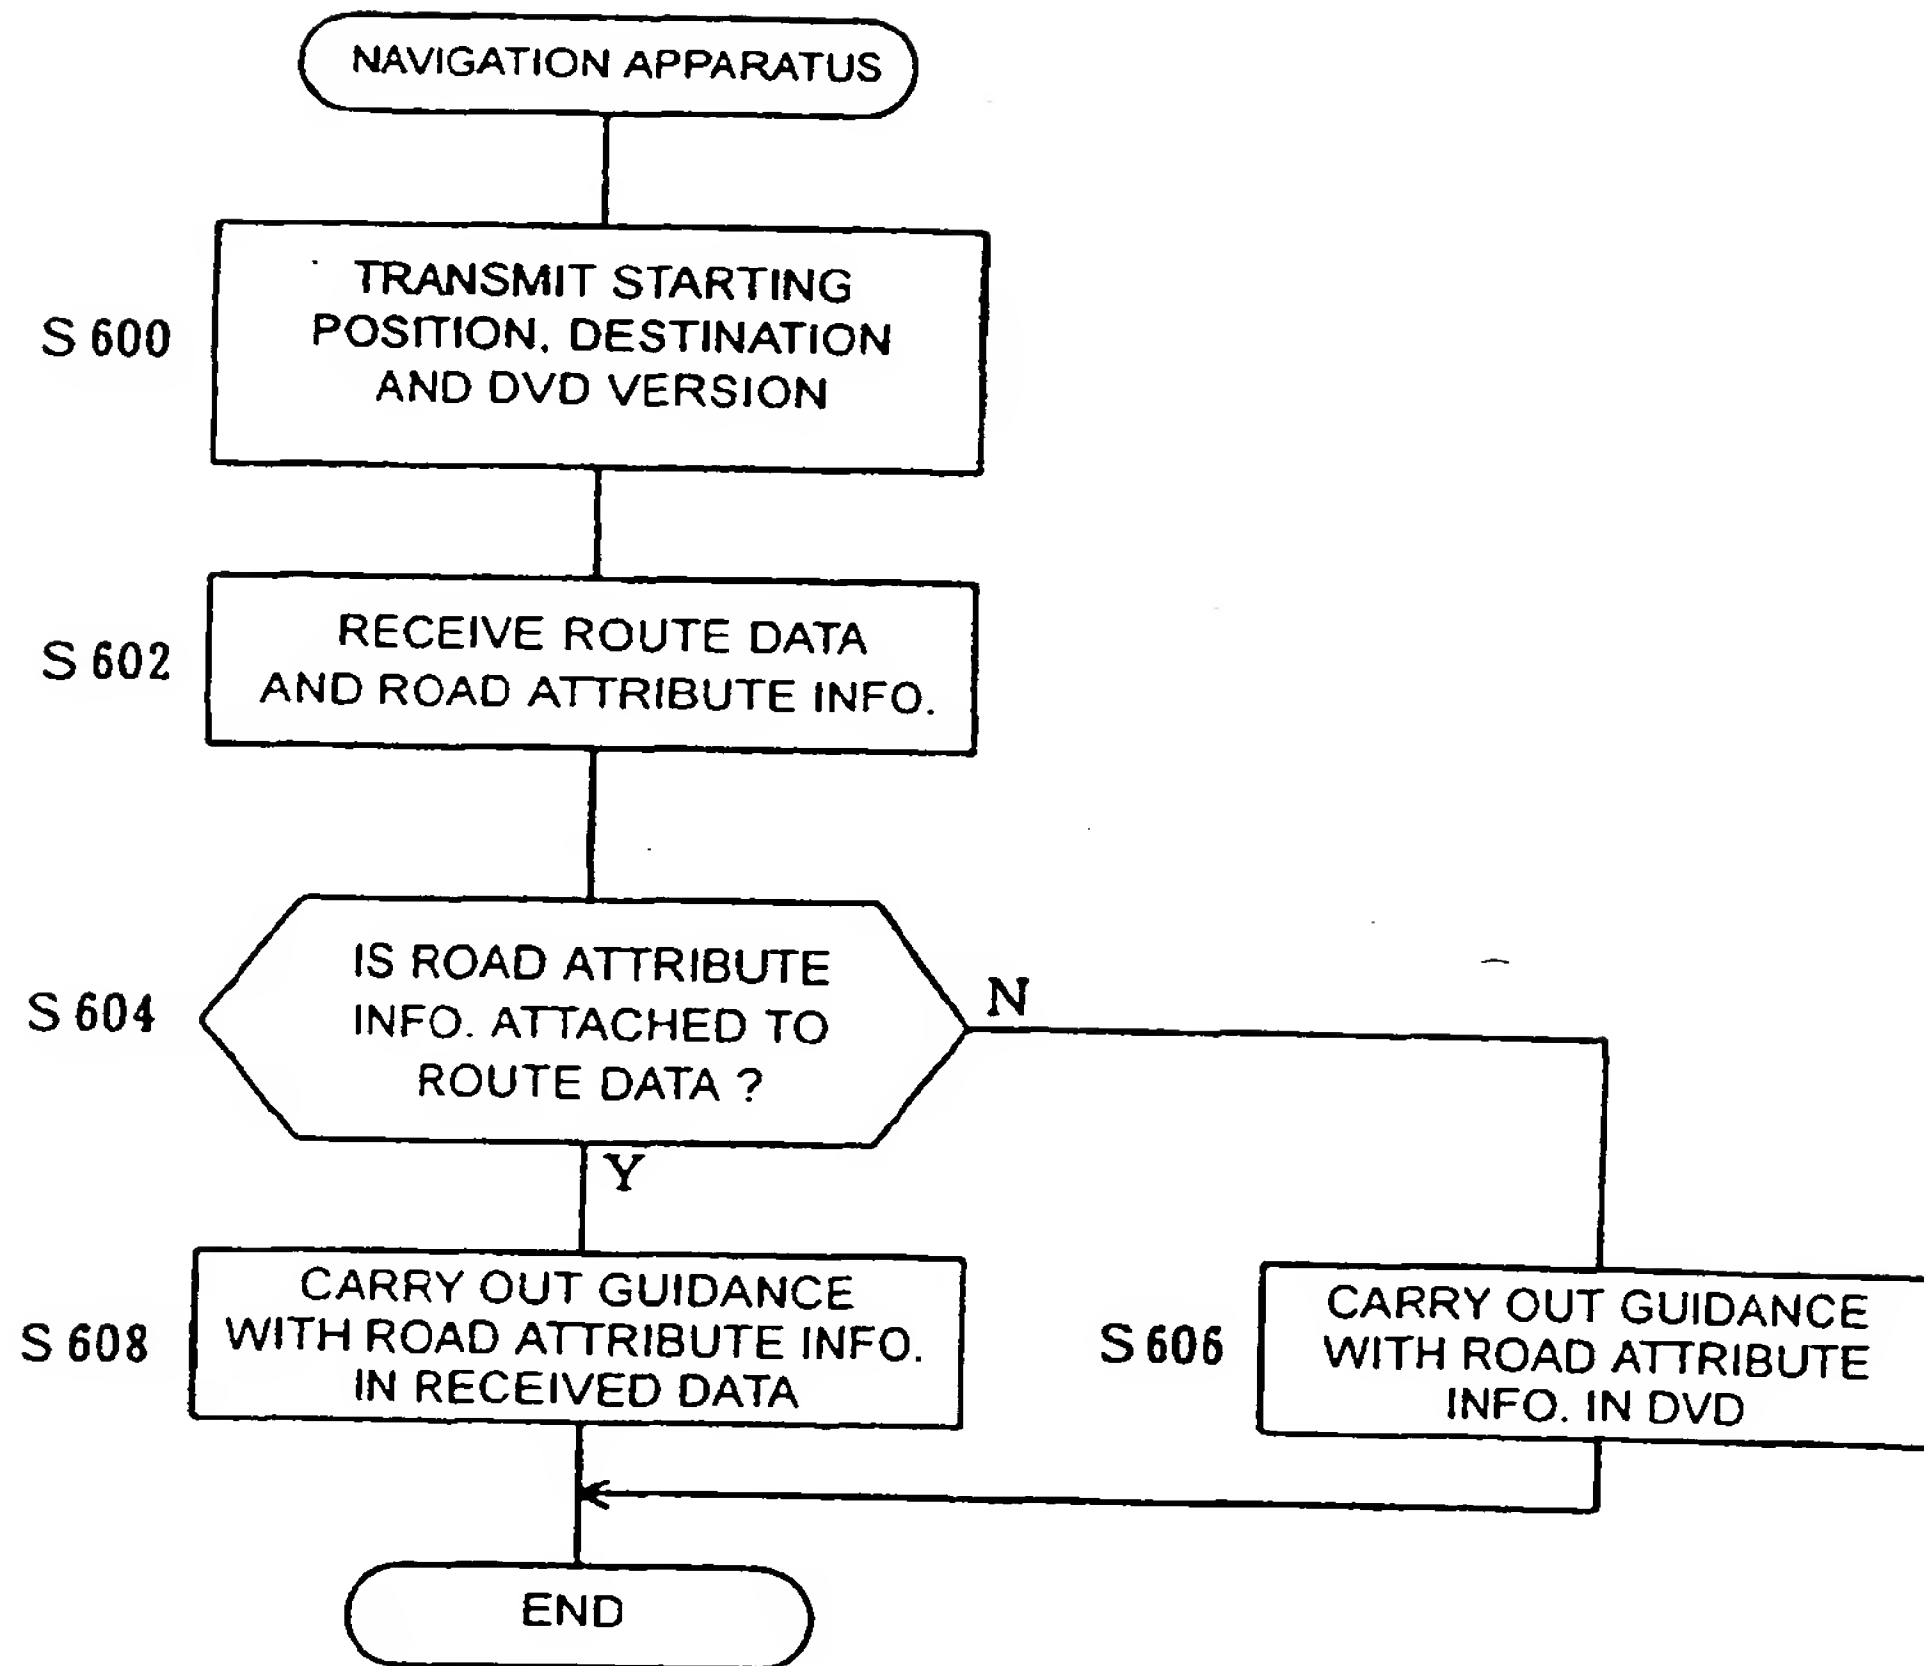 NAVIGATION APPARATUS
S 600
TRANSMIT STARTING
POSITION, DESTINATION
AND DVD VERSION
S 602
RECEIVE ROUTE DATA
AND ROAD ATTRIBUTE INFO.
S 604
IS ROAD ATTRIBUTE
INFO. ATTACHED TO
ROUTE DATA ?
N
Y
S 608
CARRY OUT GUIDANCE
WITH ROAD ATTRIBUTE INFO.
IN RECEIVED DATA
S 606
CARRY OUT GUIDANCE
WITH ROAD ATTRIBUTE
INFO. IN DVD
END